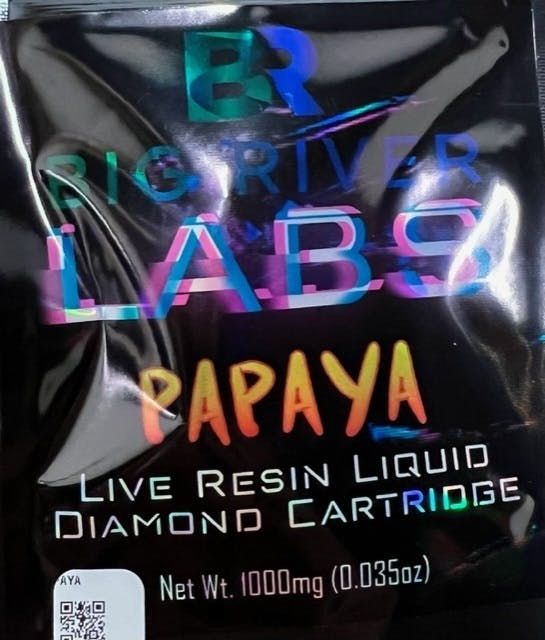 BR
BIG RIVER
LABS
PAPAYA
LIVE RESIN LIQUID
DIAMOND CARTRIDGE
AYA
Net Wt. 1000mg (0.035oz)